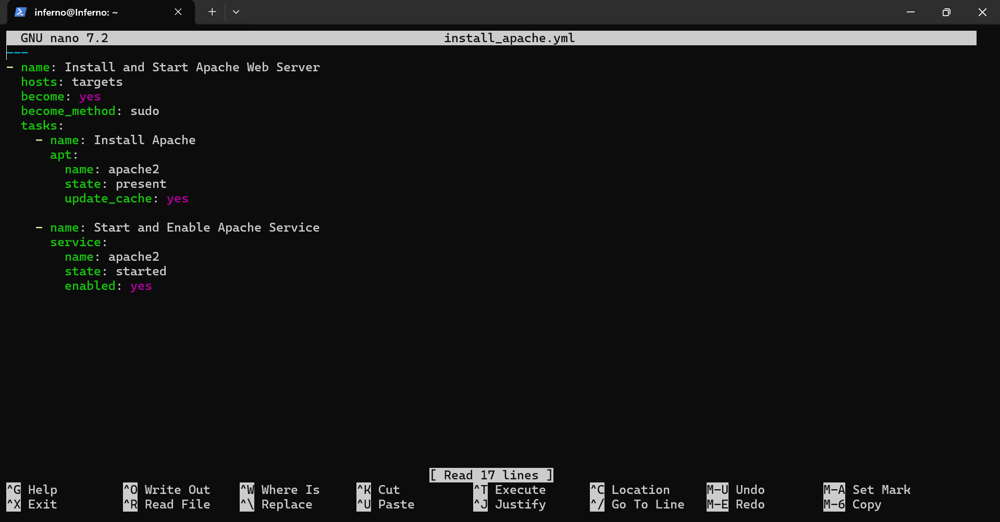 inferno@Inferno: ~
GNU nano 7.2 install_apache.yml
---
- name: Install and Start Apache Web Server
  hosts: targets
  become: yes
  become_method: sudo
  tasks:
    - name: Install Apache
      apt:
        name: apache2
        state: present
        update_cache: yes

    - name: Start and Enable Apache Service
      service:
        name: apache2
        state: started
        enabled: yes
[ Read 17 lines ]
^G Help ^O Write Out ^W Where Is ^K Cut ^T Execute ^C Location M-U Undo M-A Set Mark
^X Exit ^R Read File ^\ Replace ^U Paste ^J Justify ^/ Go To Line M-E Redo M-6 Copy